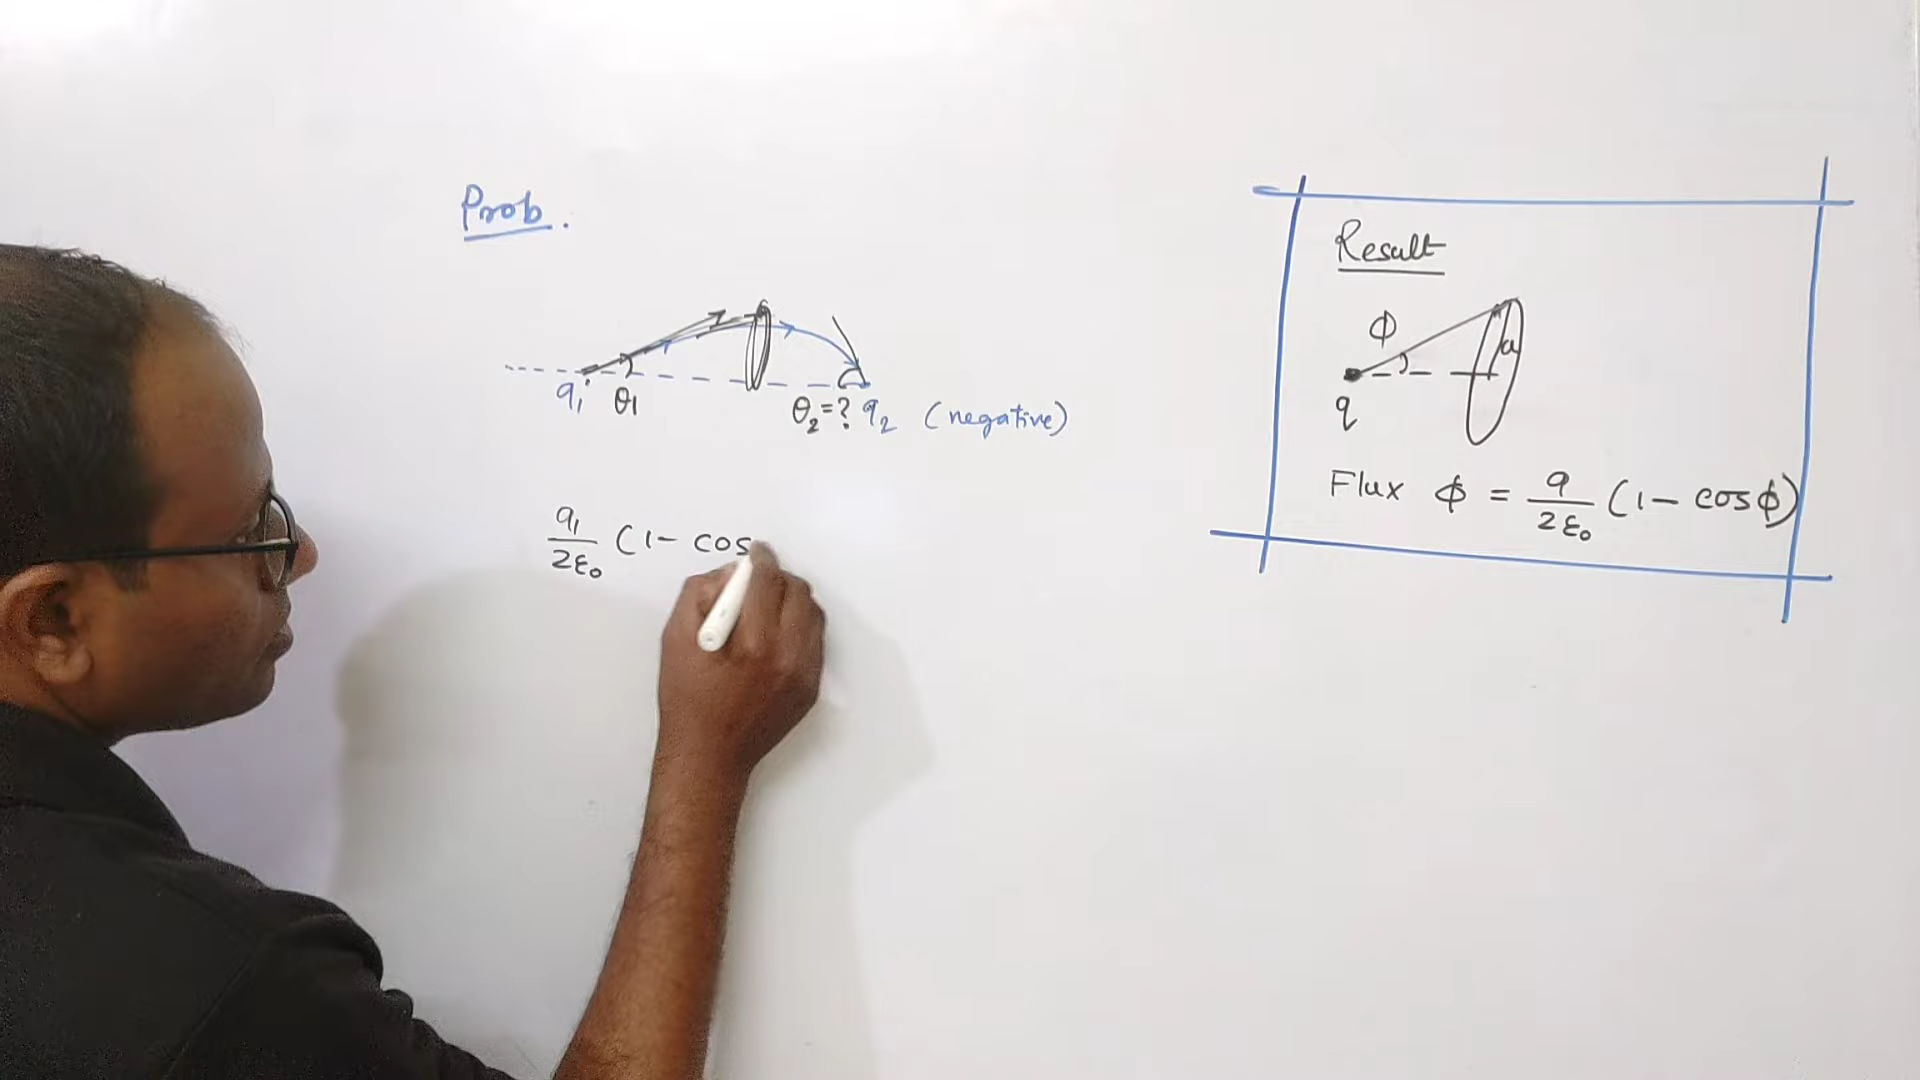 Prob.
q₁ θ₁ θ₂=? q₂ (negative)
q₁/2ε₀ (1- cos
Result
ϕ
a
q
Flux ϕ = q/2ε₀ (1- cosϕ)